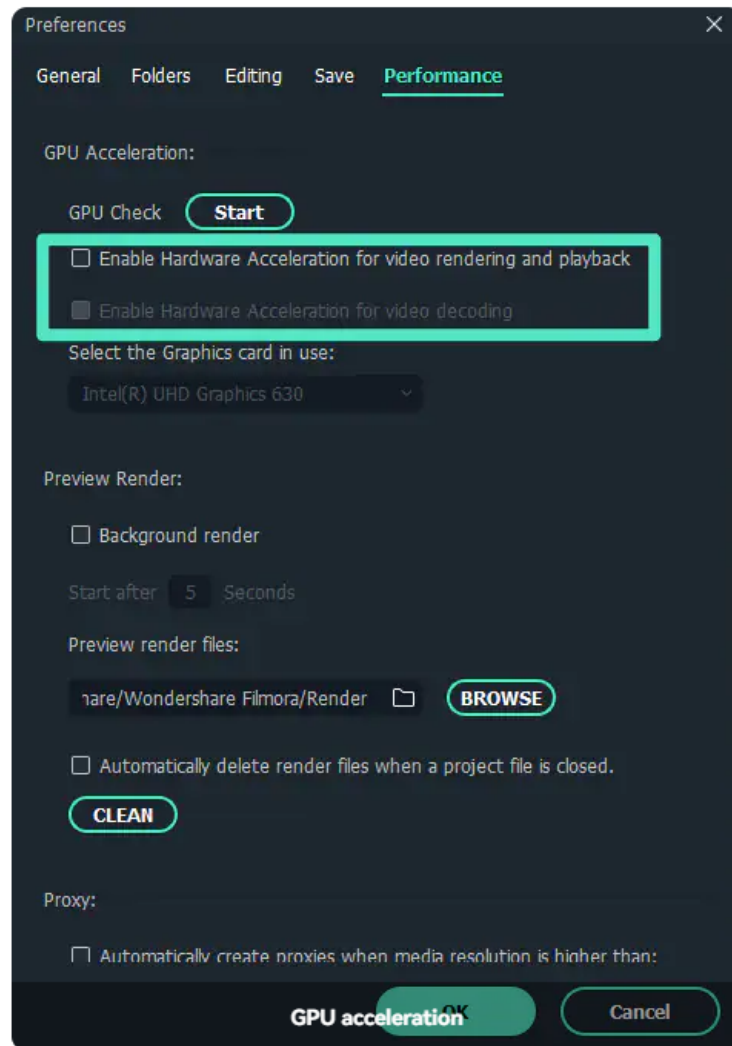 Preferences
General Folders Editing Save Performance
GPU Acceleration:
GPU Check Start
Enable Hardware Acceleration for video rendering and playback
Enable Hardware Acceleration for video decoding
Select the Graphics card in use:
Intel(R) UHD Graphics 630
Preview Render:
Background render
Start after 5 Seconds
Preview render files:
hare/Wondershare Filmora/Render BROWSE
Automatically delete render files when a project file is closed.
CLEAN
Proxy:
Automatically create proxies when media resolution is higher than:
OK Cancel
GPU acceleration